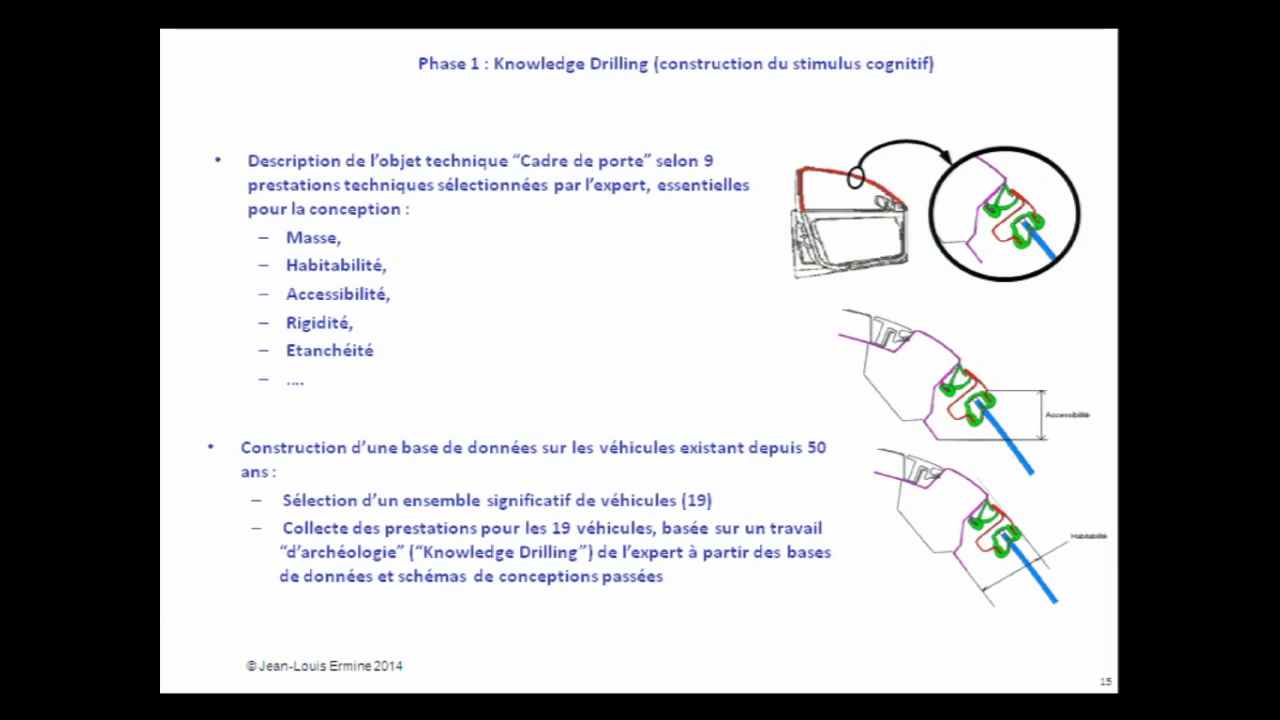 Phase 1 : Knowledge Drilling (construction du stimulus cognitif)
• Description de l’objet technique “Cadre de porte” selon 9
prestations techniques sélectionnées par l’expert, essentielles
pour la conception :
– Masse,
– Habitabilité,
– Accessibilité,
– Rigidité,
– Etanchéité
– ....
Accessibilité
• Construction d’une base de données sur les véhicules existant depuis 50
ans :
– Sélection d’un ensemble significatif de véhicules (19)
– Collecte des prestations pour les 19 véhicules, basée sur un travail
“d’archéologie” (“Knowledge Drilling”) de l’expert à partir des bases
de données et schémas de conceptions passées
Habitabilité
© Jean-Louis Ermine 2014
15